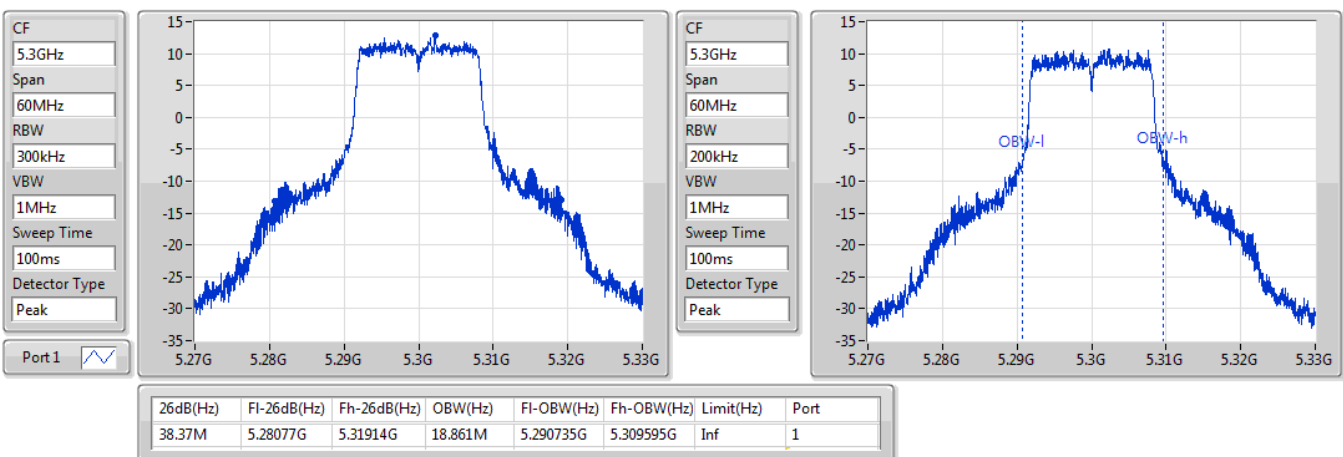 CF
5.3GHz
Span
60MHz
RBW
300kHz
VBW
1MHz
Sweep Time
100ms
Detector Type
Peak
Port 1
15
10
5
0
-5
-10
-15
-20
-25
-30
-35
5.27G 5.28G 5.29G 5.3G 5.31G 5.32G 5.33G
CF
5.3GHz
Span
60MHz
RBW
200kHz
VBW
1MHz
Sweep Time
100ms
Detector Type
Peak
15
10
5
0
-5
-10
-15
-20
-25
-30
-35
OBW-l OBW-h
5.27G 5.28G 5.29G 5.3G 5.31G 5.32G 5.33G
26dB(Hz) Fl-26dB(Hz) Fh-26dB(Hz) OBW(Hz) Fl-OBW(Hz) Fh-OBW(Hz) Limit(Hz) Port
38.37M 5.28077G 5.31914G 18.861M 5.290735G 5.309595G Inf 1